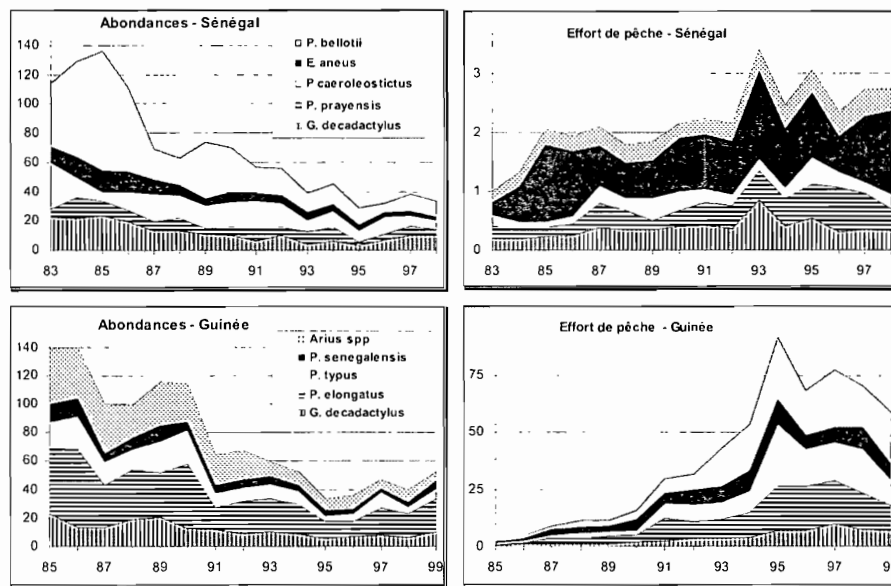 Abondances - Sénégal
140
120
100
80
60
40
20
0
83 85 87 89 91 93 95 97
P. bellotii
E. aneus
P caeroleostictus
P. prayensis
G. decadactylus
Effort de pêche - Sénégal
3
2
1
0
83 85 87 89 91 93 95 97
Abondances - Guinée
140
120
100
80
60
40
20
0
85 87 89 91 93 95 97 99
Arius spp
P. senegalensis
P. typus
P. elongatus
G. decadactylus
Effort de pêche - Guinée
75
50
25
0
85 87 89 91 93 95 97 99